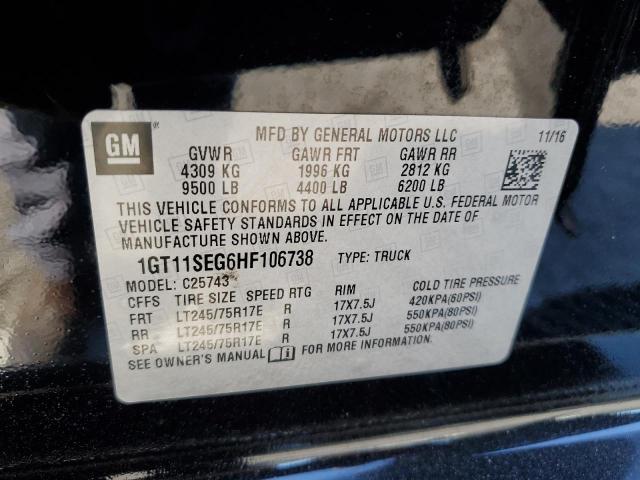 GM ® MFD BY GENERAL MOTORS LLC 11/16
GVWR GAWR FRT GAWR RR
4309 KG 1996 KG 2812 KG
9500 LB 4400 LB 6200 LB
THIS VEHICLE CONFORMS TO ALL APPLICABLE U.S. FEDERAL MOTOR
VEHICLE SAFETY STANDARDS IN EFFECT ON THE DATE OF MANUFACTURE
SHOWN ABOVE.
1GT11SEG6HF106738 TYPE: TRUCK
MODEL: C25743
CFFS TIRE SIZE SPEED RTG RIM COLD TIRE PRESSURE
FRT LT245/75R17E R 17X7.5J 420KPA(60PSI)
RR LT245/75R17E R 17X7.5J 550KPA(80PSI)
SPA LT245/75R17E R 17X7.5J 550KPA(80PSI)
SEE OWNER'S MANUAL FOR MORE INFORMATION.